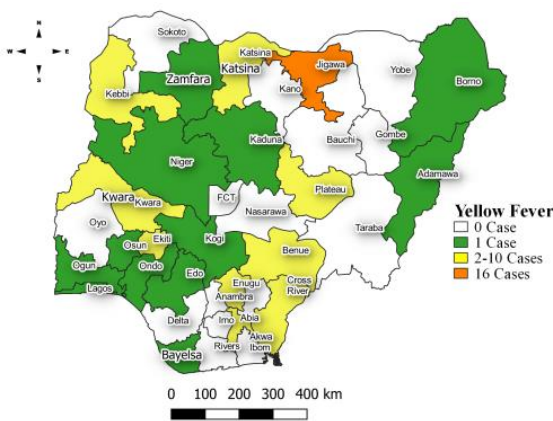 N
W E
S
Sokoto
Katsina
Zamfara
Katsina
Jigawa
Yobe
Borno
Kebbi
Kano
Kaduna
Bauchi
Gombe
Niger
Adamawa
Plateau
Kwara
Kwara
FCT
Nasarawa
Oyo
Taraba
Osun
Ekiti
Kogi
Benue
Ogun
Ondo
Edo
Lagos
Enugu
Anambra
Cross
River
Delta
Imo
Abia
Akwa
Ibom
Rivers
Bayelsa
Yellow Fever
0 Case
1 Case
2-10 Cases
16 Cases
0 100 200 300 400 km